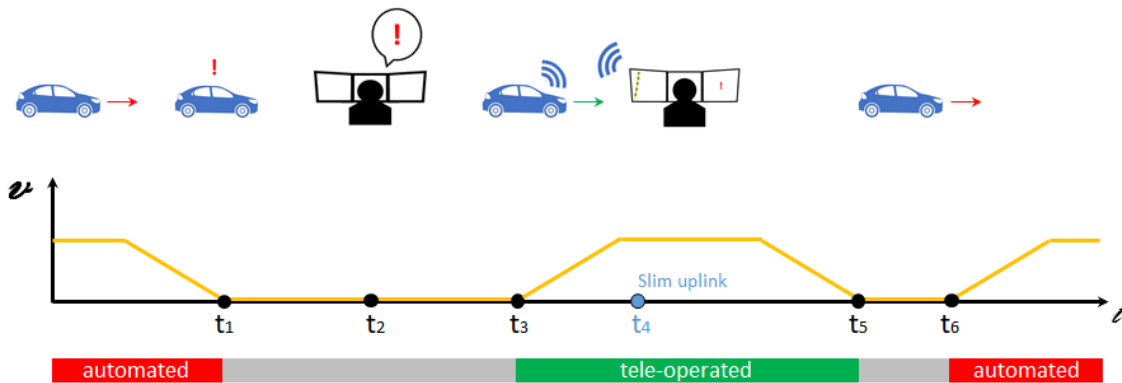 !
!
!
v
Slim uplink
t1 t2 t3 t4 t5 t6 t
automated tele-operated automated